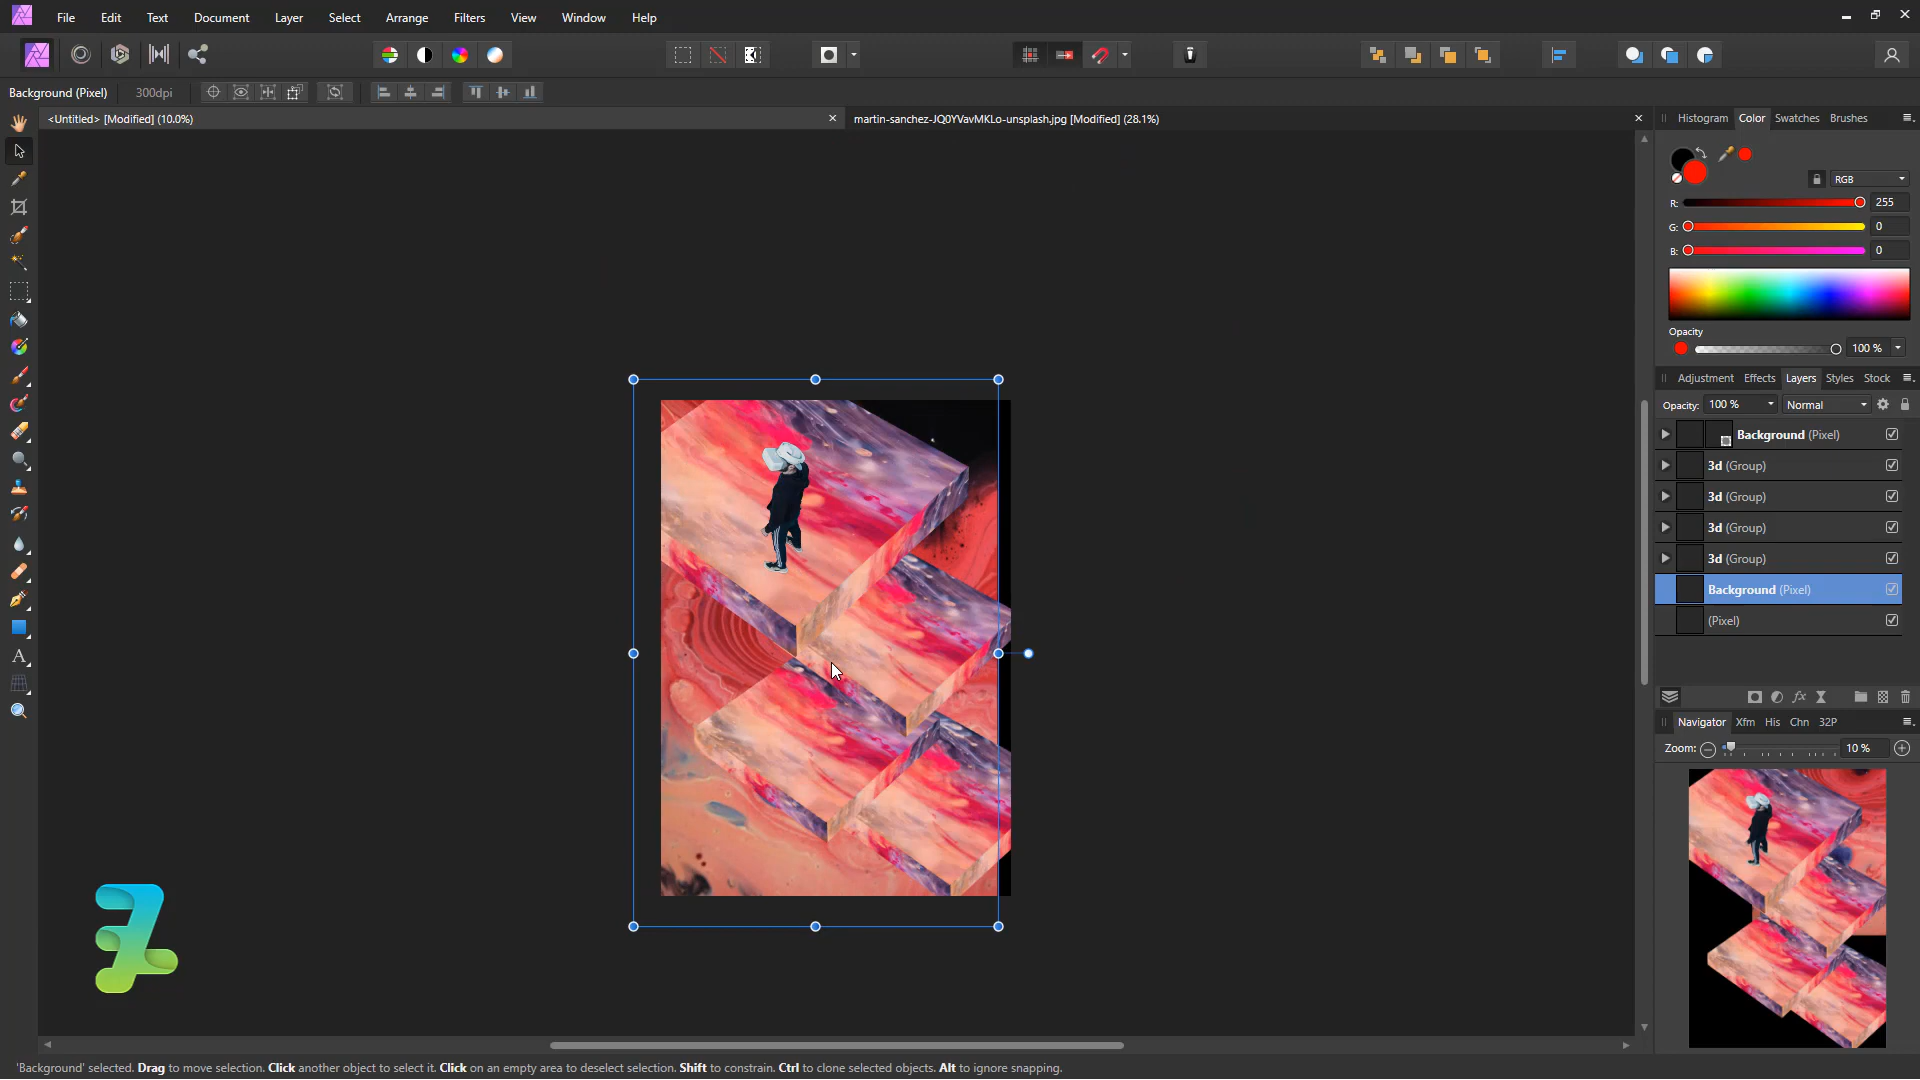 File Edit Text Document Layer Select Arrange Filters View Window Help
Background (Pixel) 300dpi
<Untitled> [Modified] (10.0%)
martin-sanchez-JQ0YVavMKLo-unsplash.jpg [Modified] (28.1%)
Histogram Color Swatches Brushes
RGB
R: 255
G: 0
B: 0
Opacity
100 %
Adjustment Effects Layers Styles Stock
Opacity: 100 % Normal
Background (Pixel)
3d (Group)
3d (Group)
3d (Group)
3d (Group)
Background (Pixel)
(Pixel)
Navigator Xfm His Chn 32P
Zoom: 10 %
'Background' selected. Drag to move selection. Click another object to select it. Click on an empty area to deselect selection. Shift to constrain. Ctrl to clone selected objects. Alt to ignore snapping.